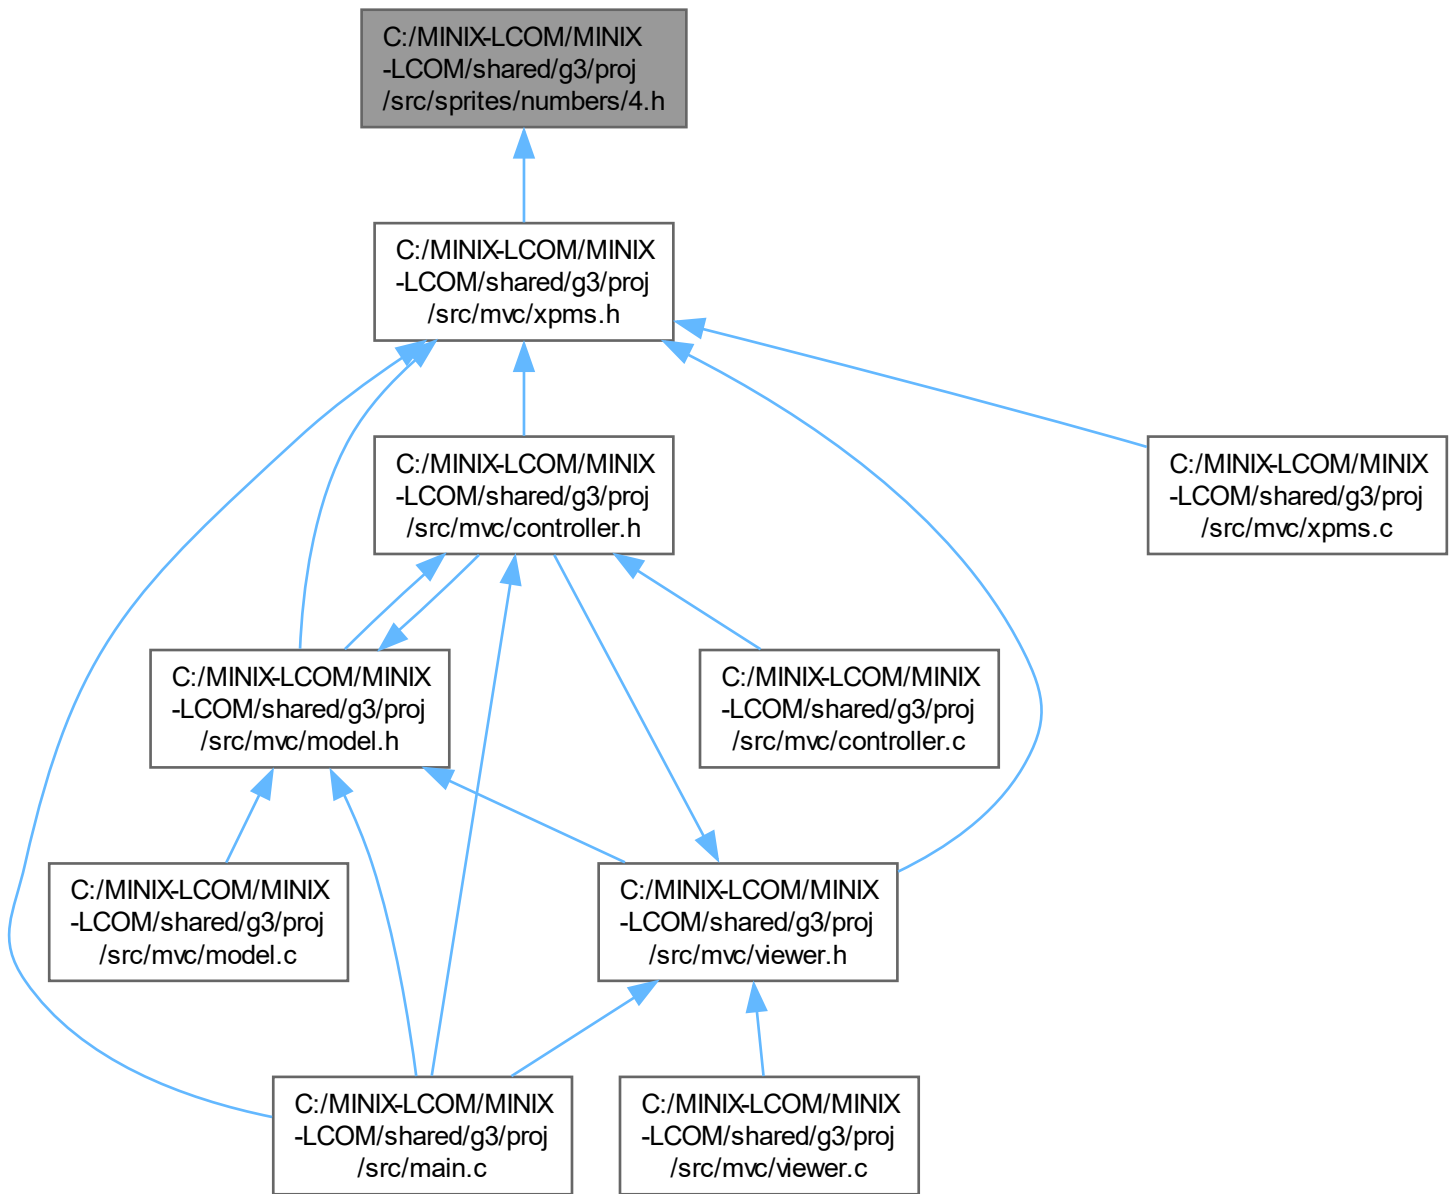 C:/MINIX-LCOM/MINIX
-LCOM/shared/g3/proj
/src/sprites/numbers/4.h
C:/MINIX-LCOM/MINIX
-LCOM/shared/g3/proj
/src/mvc/xpms.h
C:/MINIX-LCOM/MINIX
-LCOM/shared/g3/proj
/src/mvc/controller.h
C:/MINIX-LCOM/MINIX
-LCOM/shared/g3/proj
/src/mvc/xpms.c
C:/MINIX-LCOM/MINIX
-LCOM/shared/g3/proj
/src/mvc/model.h
C:/MINIX-LCOM/MINIX
-LCOM/shared/g3/proj
/src/mvc/controller.c
C:/MINIX-LCOM/MINIX
-LCOM/shared/g3/proj
/src/mvc/model.c
C:/MINIX-LCOM/MINIX
-LCOM/shared/g3/proj
/src/mvc/viewer.h
C:/MINIX-LCOM/MINIX
-LCOM/shared/g3/proj
/src/main.c
C:/MINIX-LCOM/MINIX
-LCOM/shared/g3/proj
/src/mvc/viewer.c